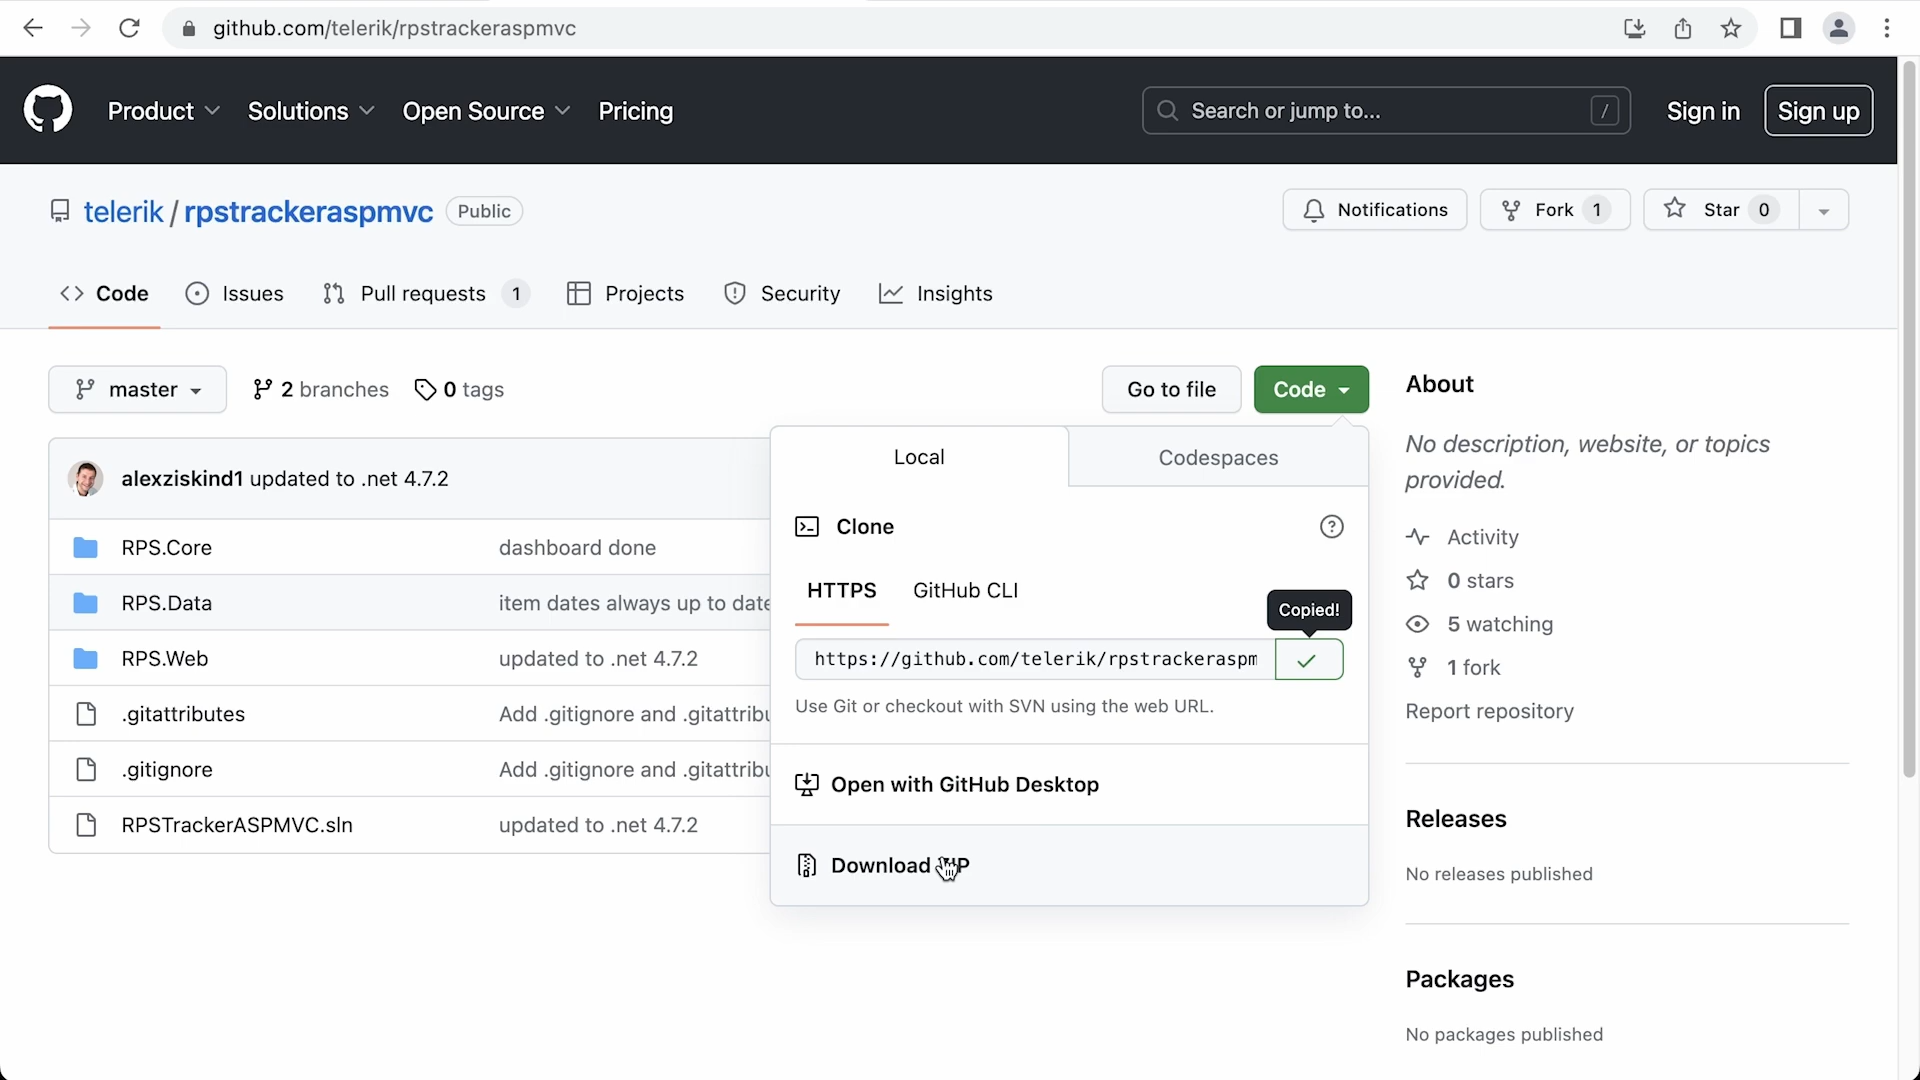 github.com/telerik/rpstrackeraspmvc
Product Solutions Open Source Pricing Search or jump to... / Sign in Sign up
telerik / rpstrackeraspmvc Public Notifications Fork 1 Star 0
Code Issues Pull requests 1 Projects Security Insights
master 2 branches 0 tags Go to file Code
alexziskind1 updated to .net 4.7.2
RPS.Core dashboard done
RPS.Data item dates always up to date
RPS.Web updated to .net 4.7.2
.gitattributes Add .gitignore and .gitattribu
.gitignore Add .gitignore and .gitattribu
RPSTrackerASPMVC.sln updated to .net 4.7.2
Local Codespaces
Clone
HTTPS GitHub CLI
Copied!
https://github.com/telerik/rpstrackeraspm
Use Git or checkout with SVN using the web URL.
Open with GitHub Desktop
Download
About
No description, website, or topics
provided.
Activity
0 stars
5 watching
1 fork
Report repository
Releases
No releases published
Packages
No packages published